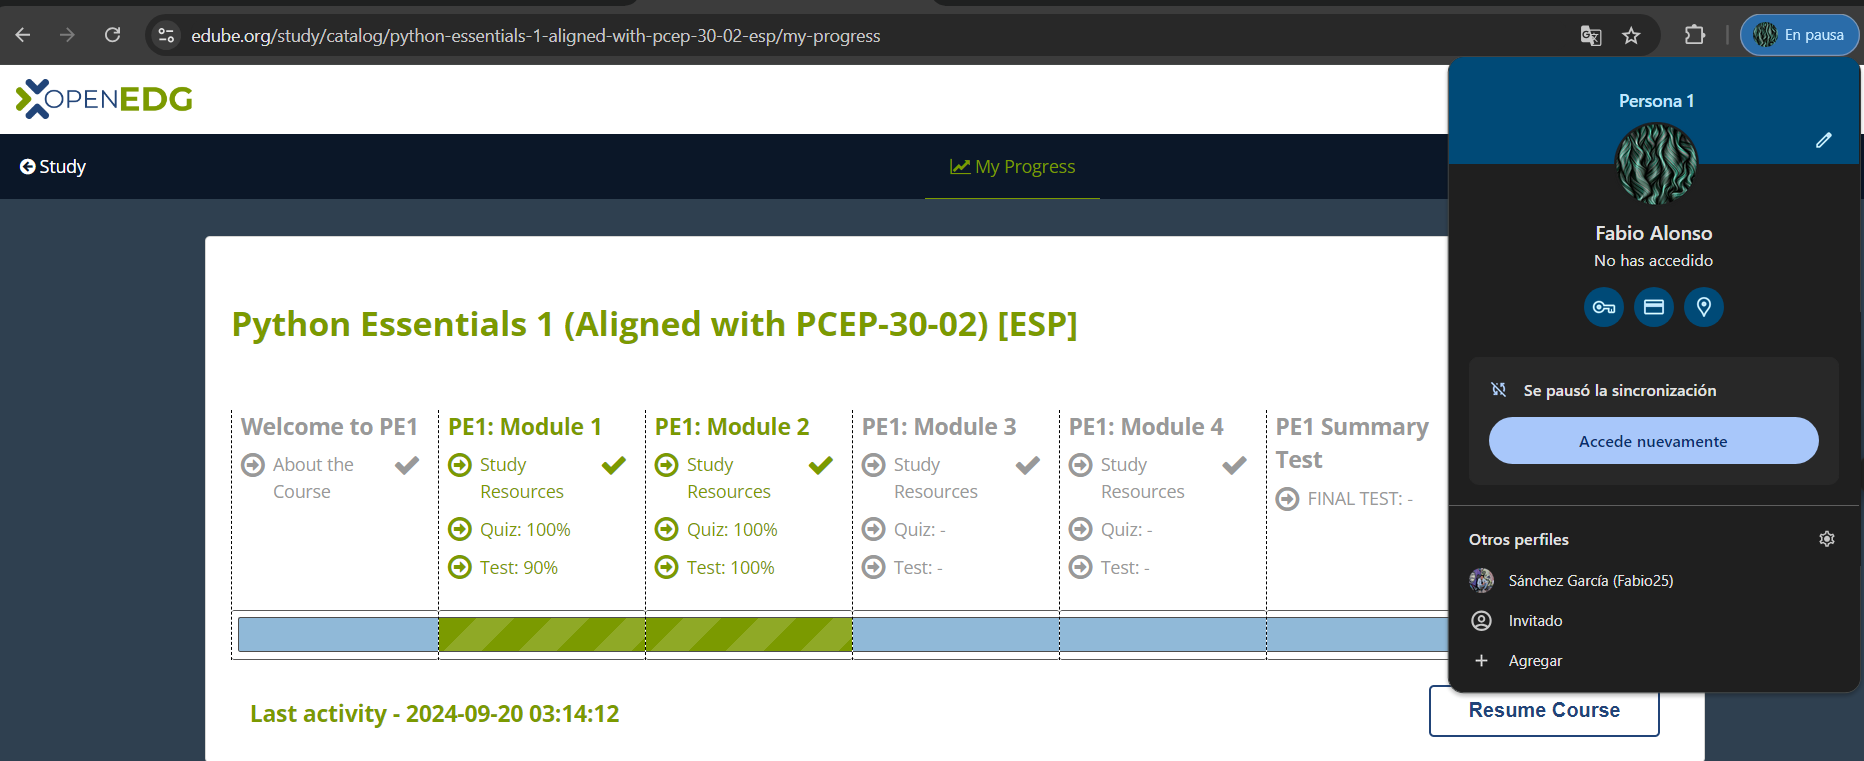 edube.org/study/catalog/python-essentials-1-aligned-with-pcep-30-02-esp/my-progress
En pausa
OPENEDG
Study
My Progress
Persona 1
Fabio Alonso
No has accedido
Se pausó la sincronización
Accede nuevamente
Otros perfiles
Sánchez García (Fabio25)
Invitado
Agregar
Python Essentials 1 (Aligned with PCEP-30-02) [ESP]
Welcome to PE1
About the
Course
PE1: Module 1
Study
Resources
Quiz: 100%
Test: 90%
PE1: Module 2
Study
Resources
Quiz: 100%
Test: 100%
PE1: Module 3
Study
Resources
Quiz: -
Test: -
PE1: Module 4
Study
Resources
Quiz: -
Test: -
PE1 Summary
Test
FINAL TEST: -
Last activity - 2024-09-20 03:14:12
Resume Course